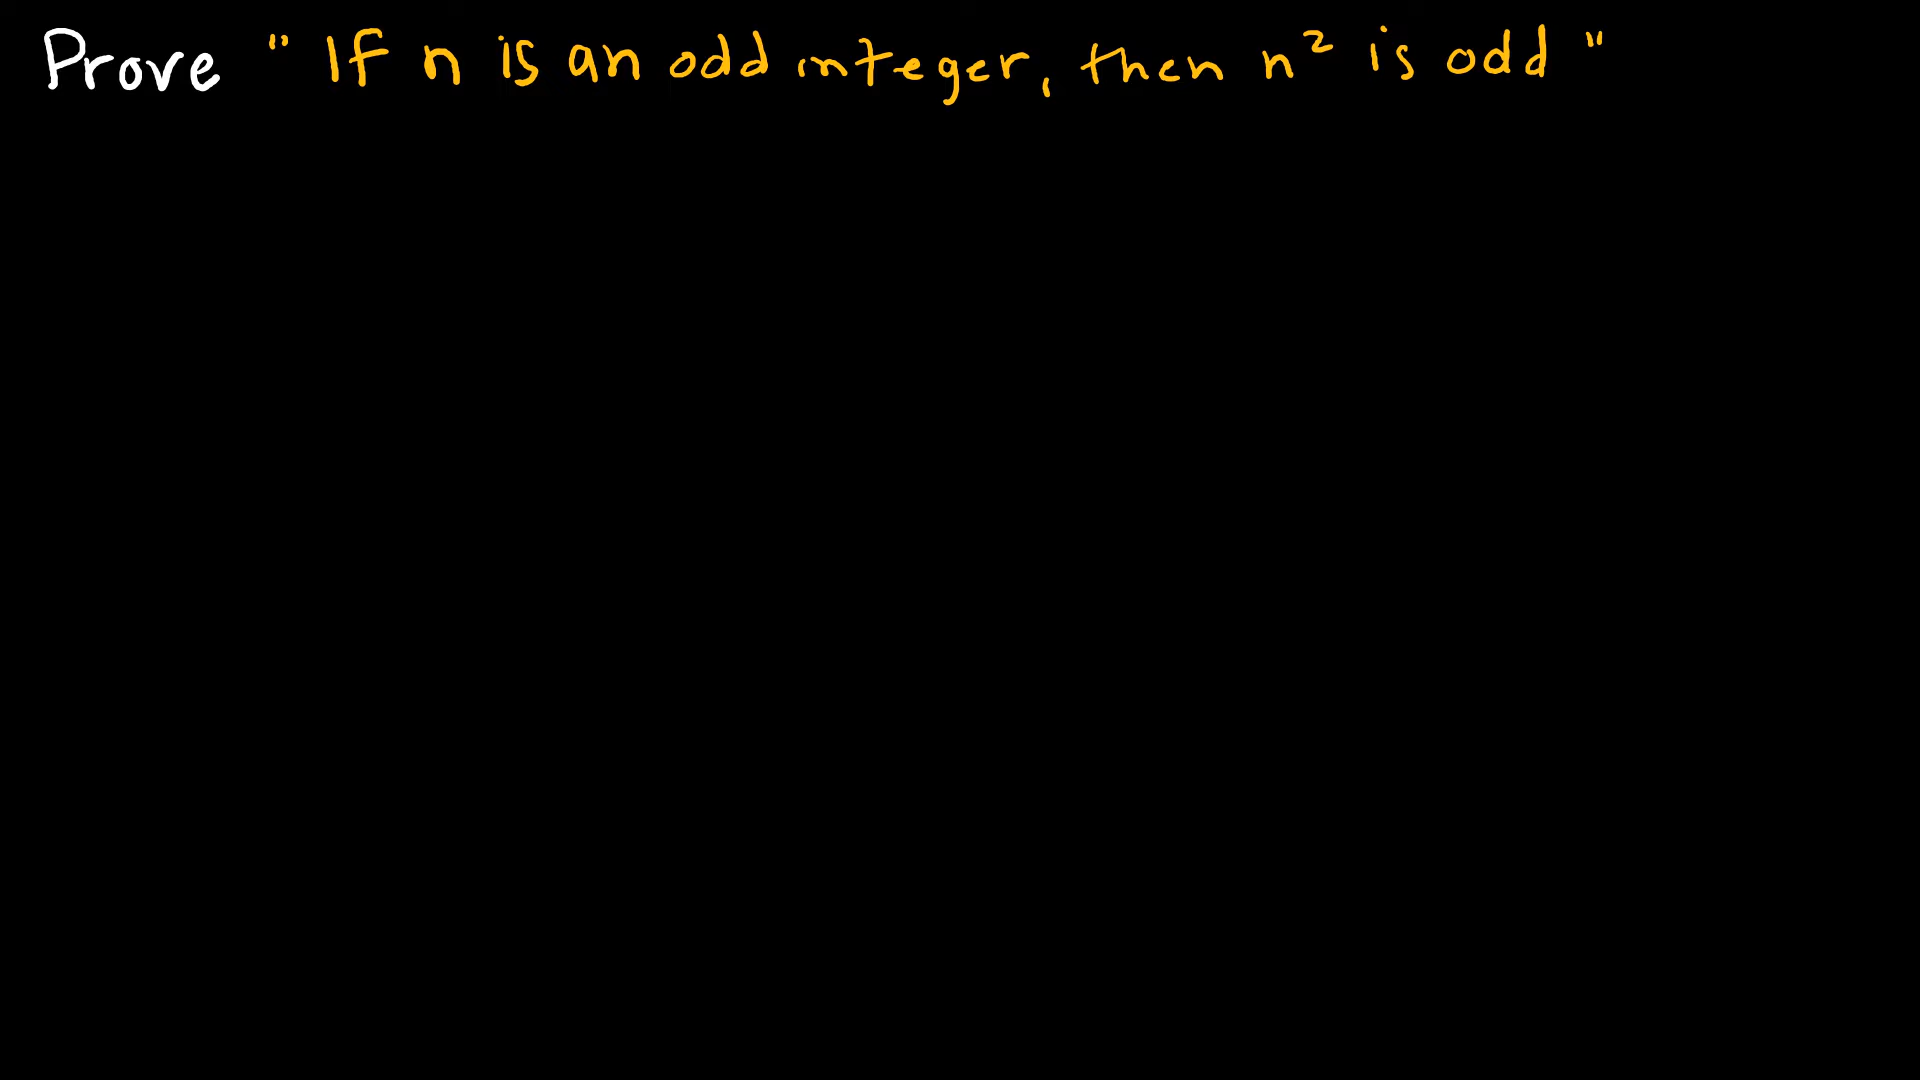 Prove " If n is an odd integer, then n² is odd "